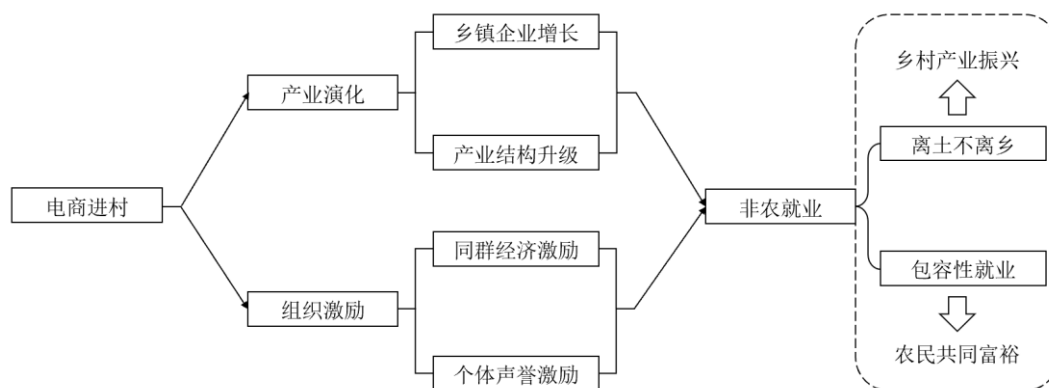 电商进村
产业演化
组织激励
乡镇企业增长
产业结构升级
同群经济激励
个体声誉激励
非农就业
乡村产业振兴
离土不离乡
包容性就业
农民共同富裕